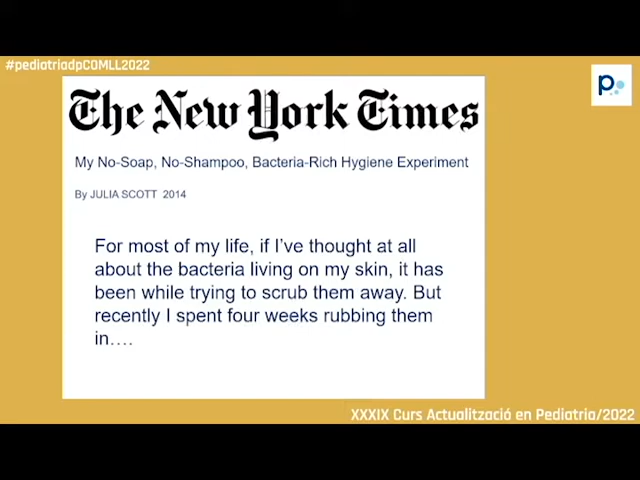 #pediatriadpCOMLL2022
p.
The New York Times
My No-Soap, No-Shampoo, Bacteria-Rich Hygiene Experiment
By JULIA SCOTT 2014
For most of my life, if I've thought at all
about the bacteria living on my skin, it has
been while trying to scrub them away. But
recently I spent four weeks rubbing them
in….
XXXIX Curs Actualització en Pediatria/2022